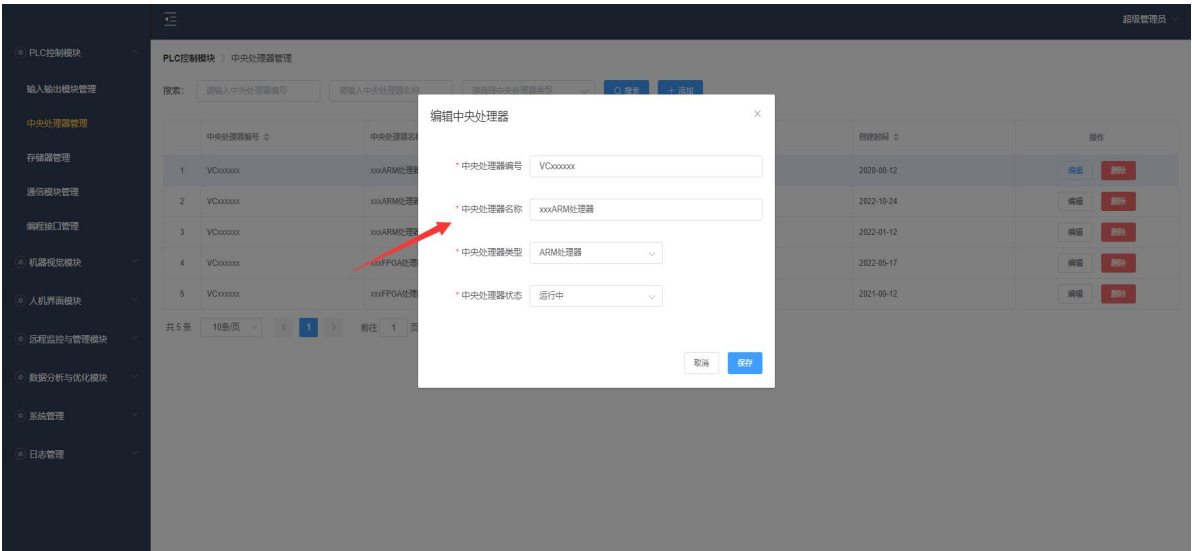 超级管理员
PLC控制模块
输入输出模块管理
中央处理器管理
存储器管理
通信模块管理
编程接口管理
机器视觉模块
人机界面模块
远程监控与管理模块
数据分析与优化模块
系统管理
日志管理
PLC控制模块 > 中央处理器管理
搜索: 请输入中央处理器编号 请输入中央处理器名称 请选择中央处理器类型 搜索 + 添加
中央处理器编号 中央处理器名 创建时间 操作
1 VCxxxxxx xxxARM处理器 2020-08-12 编辑 删除
2 VCxxxxxx xxxARM处理器 2022-10-24 编辑 删除
3 VCxxxxxx xxxARM处理器 2022-01-12 编辑 删除
4 VCxxxxxx xxxFPGA处理 2022-05-17 编辑 删除
5 VCxxxxxx xxxFPGA处理 2021-09-12 编辑 删除
共 5 条 10条/页 < 1 > 前往 1 页
编辑中央处理器
* 中央处理器编号 VCxxxxxx
* 中央处理器名称 xxxARM处理器
* 中央处理器类型 ARM处理器
* 中央处理器状态 运行中
取消 保存